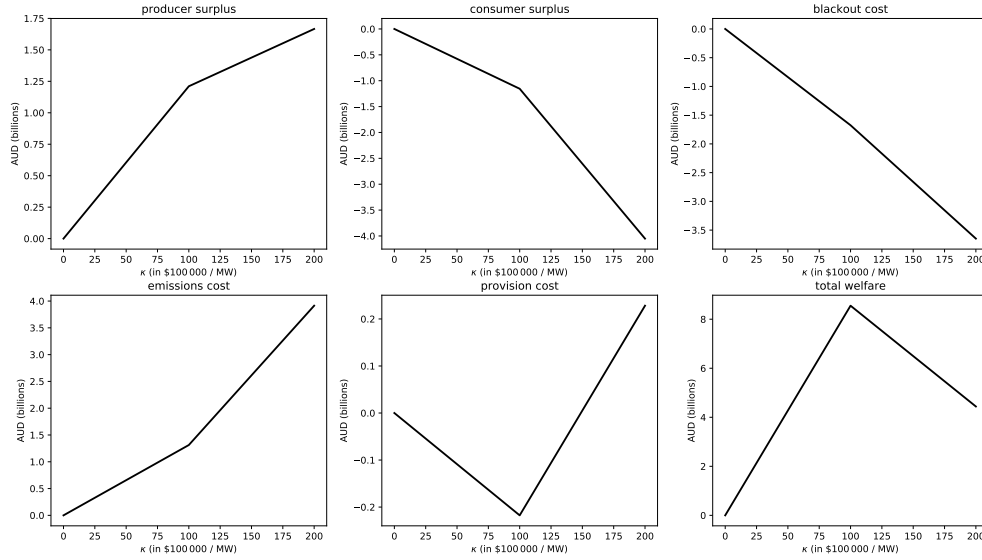 producer surplus
1.75
1.50
1.25
1.00
0.75
0.50
0.25
0.00
AUD (billions)
0 25 50 75 100 125 150 175 200
κ (in $100 000 / MW)
consumer surplus
0.0
−0.5
−1.0
−1.5
−2.0
−2.5
−3.0
−3.5
−4.0
AUD (billions)
0 25 50 75 100 125 150 175 200
κ (in $100 000 / MW)
blackout cost
0.0
−0.5
−1.0
−1.5
−2.0
−2.5
−3.0
−3.5
AUD (billions)
0 25 50 75 100 125 150 175 200
κ (in $100 000 / MW)
emissions cost
4.0
3.5
3.0
2.5
2.0
1.5
1.0
0.5
0.0
AUD (billions)
0 25 50 75 100 125 150 175 200
κ (in $100 000 / MW)
provision cost
0.2
0.1
0.0
−0.1
−0.2
AUD (billions)
0 25 50 75 100 125 150 175 200
κ (in $100 000 / MW)
total welfare
8
6
4
2
0
AUD (billions)
0 25 50 75 100 125 150 175 200
κ (in $100 000 / MW)